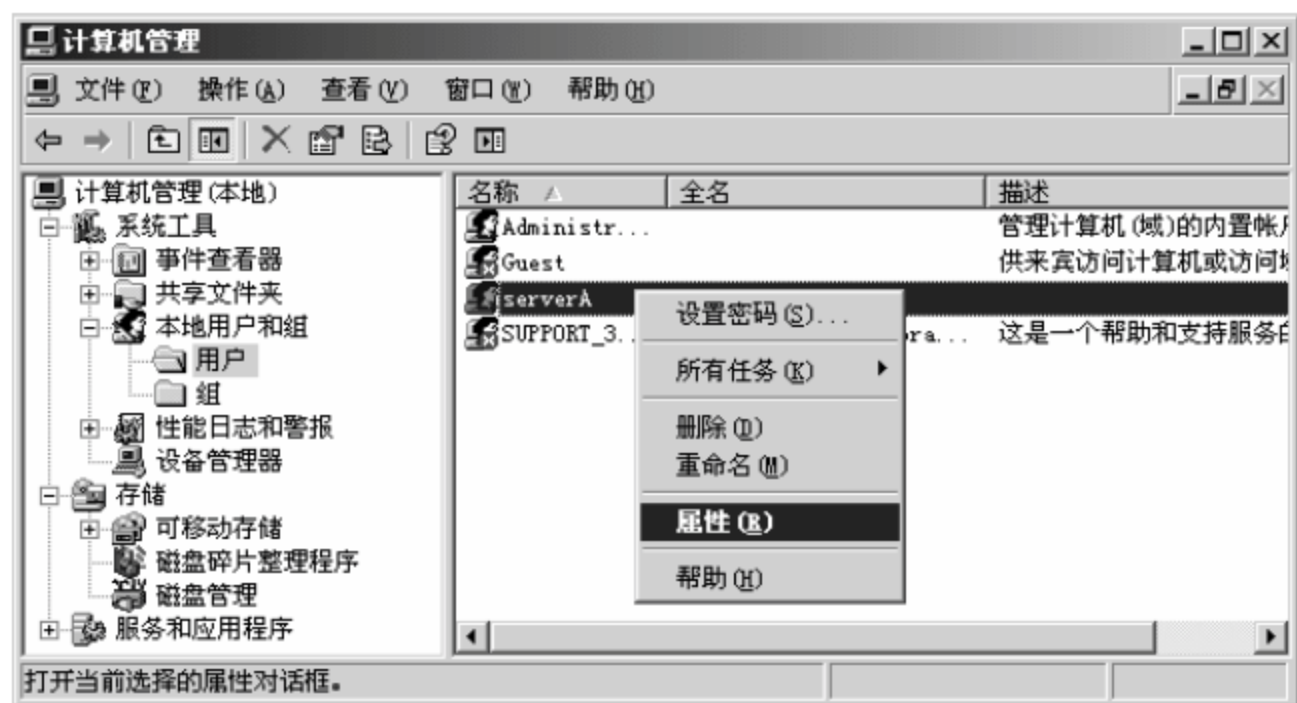 计算机管理
文件(F) 操作(A) 查看(V) 窗口(W) 帮助(H)
计算机管理(本地)
系统工具
事件查看器
共享文件夹
本地用户和组
用户
组
性能日志和警报
设备管理器
存储
可移动存储
磁盘碎片整理程序
磁盘管理
服务和应用程序
名称 全名 描述
Administr... 管理计算机(域)的内置帐
Guest 供来宾访问计算机或访问
serverA
SUPPORT_3.. ora... 这是一个帮助和支持服务
设置密码(S)...
所有任务(K)
删除(D)
重命名(M)
属性(R)
帮助(H)
打开当前选择的属性对话框。